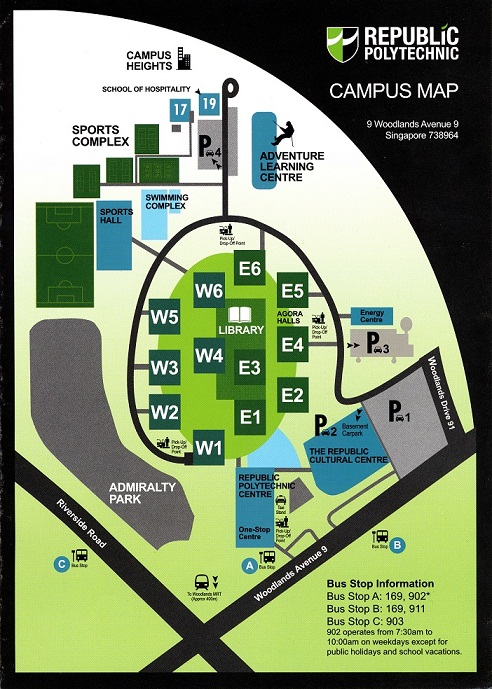 REPUBLIC
POLYTECHNIC
CAMPUS MAP
9 Woodlands Avenue 9
Singapore 738964
CAMPUS
HEIGHTS
SCHOOL OF HOSPITALITY
17
19
SPORTS
COMPLEX
P4
ADVENTURE
LEARNING
CENTRE
SWIMMING
COMPLEX
SPORTS
HALL
Pick-Up/
Drop-Off Point
E6
W6
E5
W5
LIBRARY
AGORA
HALLS
Pick-Up/
Drop-Off
Point
Energy
Centre
P3
E4
W4
W3
E3
E2
W2
E1
W1
Pick-Up/
Drop-Off
Point
Woodlands Drive 91
P1
P2
Basement
Carpark
THE REPUBLIC
CULTURAL CENTRE
REPUBLIC
POLYTECHNIC
CENTRE
Taxi
Stand
Pick-Up/
Drop-Off
Point
One-Stop
Centre
ADMIRALTY
PARK
Riverside Road
C
Bus Stop
A
Bus Stop
B
Bus Stop
Woodlands Avenue 9
To Woodlands MRT
(Approx 400m)
Bus Stop Information
Bus Stop A: 169, 902*
Bus Stop B: 169, 911
Bus Stop C: 903
902 operates from 7:30am to
10:00am on weekdays except for
public holidays and school vacations.